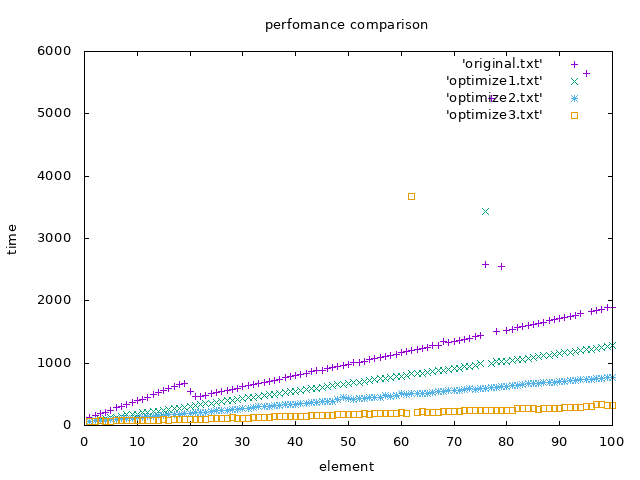 perfomance comparison
'original.txt'
'optimize1.txt'
'optimize2.txt'
'optimize3.txt'
6000
5000
4000
3000
2000
1000
0
time
0 10 20 30 40 50 60 70 80 90 100
element